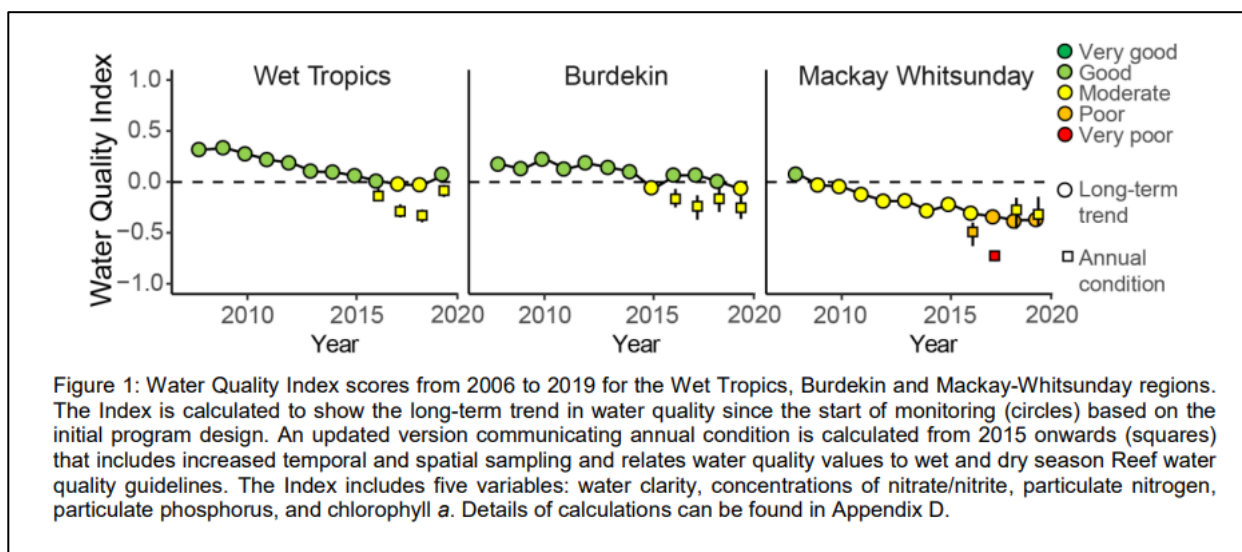 Water Quality Index
1.0
0.5
0.0
−0.5
−1.0
Wet Tropics
2010
2015
2020
Year
Burdekin
2010
2015
2020
Year
Mackay Whitsunday
2010
2015
2020
Year
Very good
Good
Moderate
Poor
Very poor
Long-term
trend
Annual
condition
Figure 1: Water Quality Index scores from 2006 to 2019 for the Wet Tropics, Burdekin and Mackay-Whitsunday regions.
The Index is calculated to show the long-term trend in water quality since the start of monitoring (circles) based on the
initial program design. An updated version communicating annual condition is calculated from 2015 onwards (squares)
that includes increased temporal and spatial sampling and relates water quality values to wet and dry season Reef water
quality guidelines. The Index includes five variables: water clarity, concentrations of nitrate/nitrite, particulate nitrogen,
particulate phosphorus, and chlorophyll a. Details of calculations can be found in Appendix D.